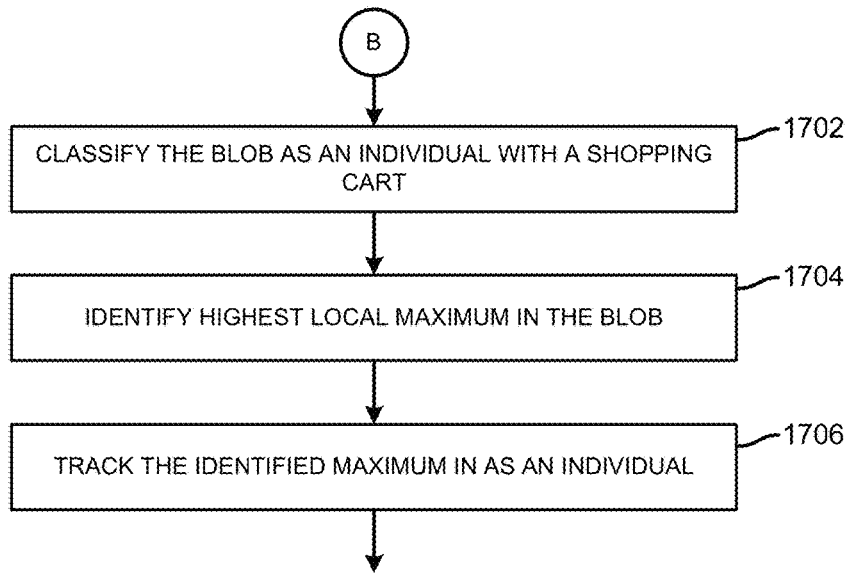 B
1702
CLASSIFY THE BLOB AS AN INDIVIDUAL WITH A SHOPPING
CART
1704
IDENTIFY HIGHEST LOCAL MAXIMUM IN THE BLOB
1706
TRACK THE IDENTIFIED MAXIMUM IN AS AN INDIVIDUAL